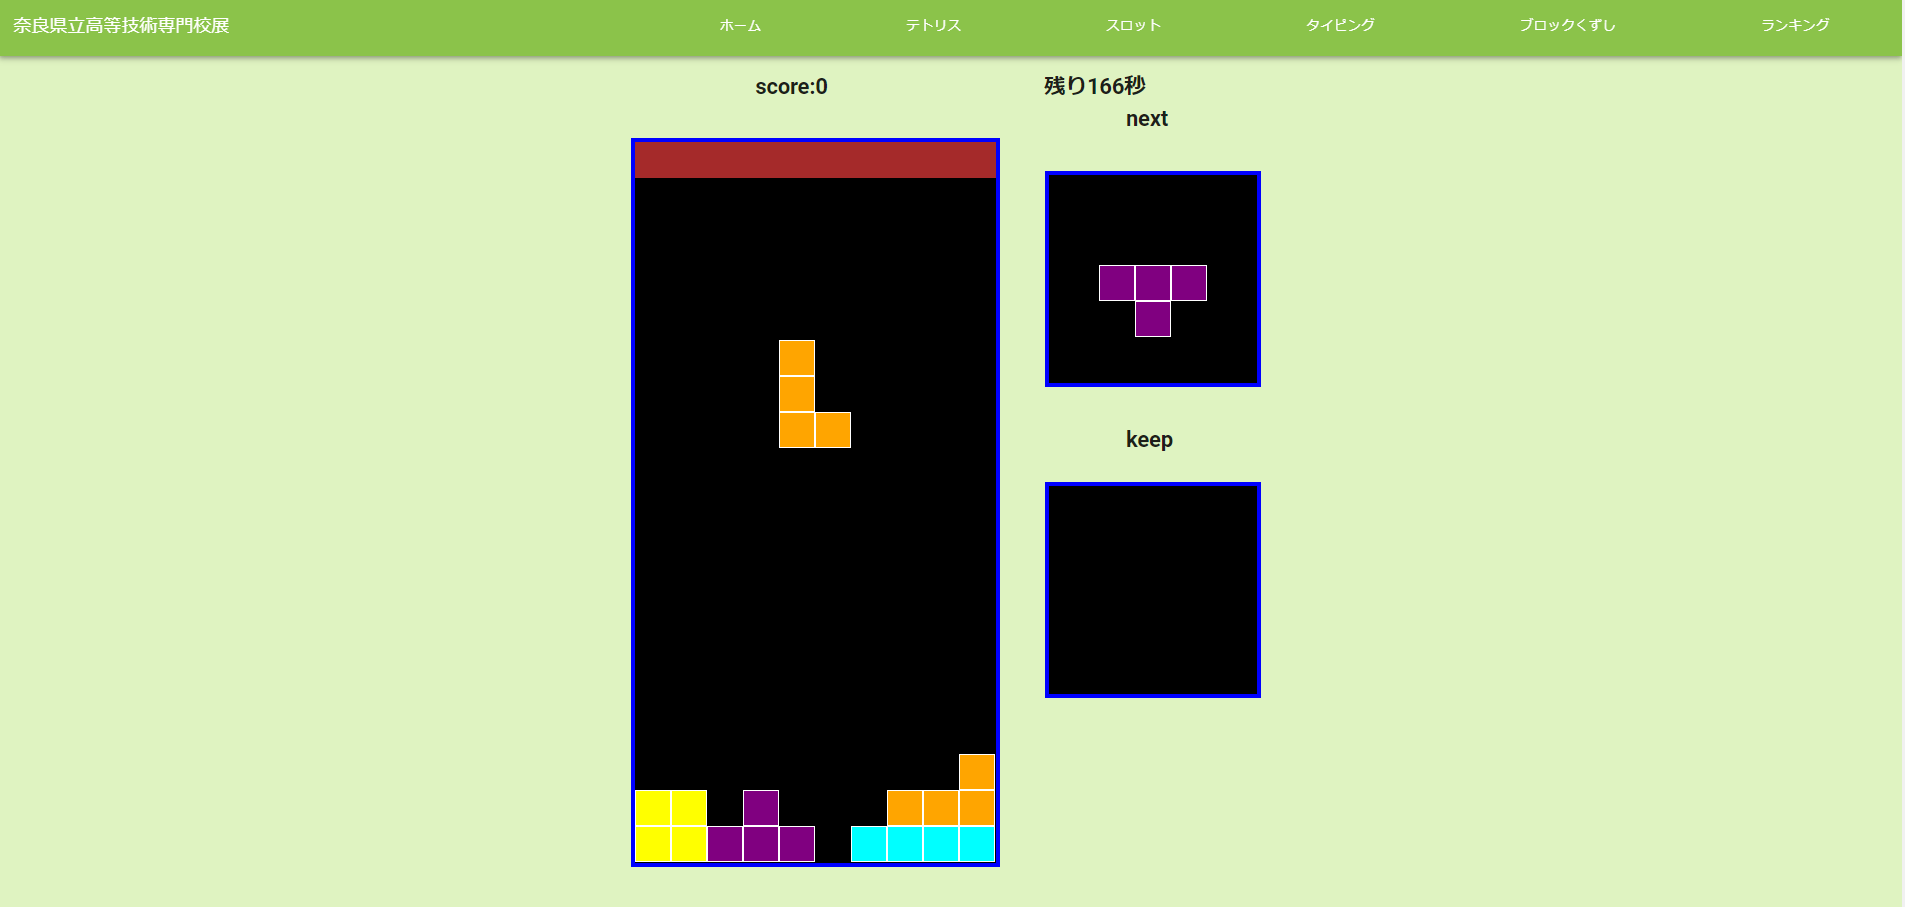 奈良県立高等技術専門校展
ホーム
テトリス
スロット
タイピング
ブロックくずし
ランキング
score:0
残り166秒
next
keep